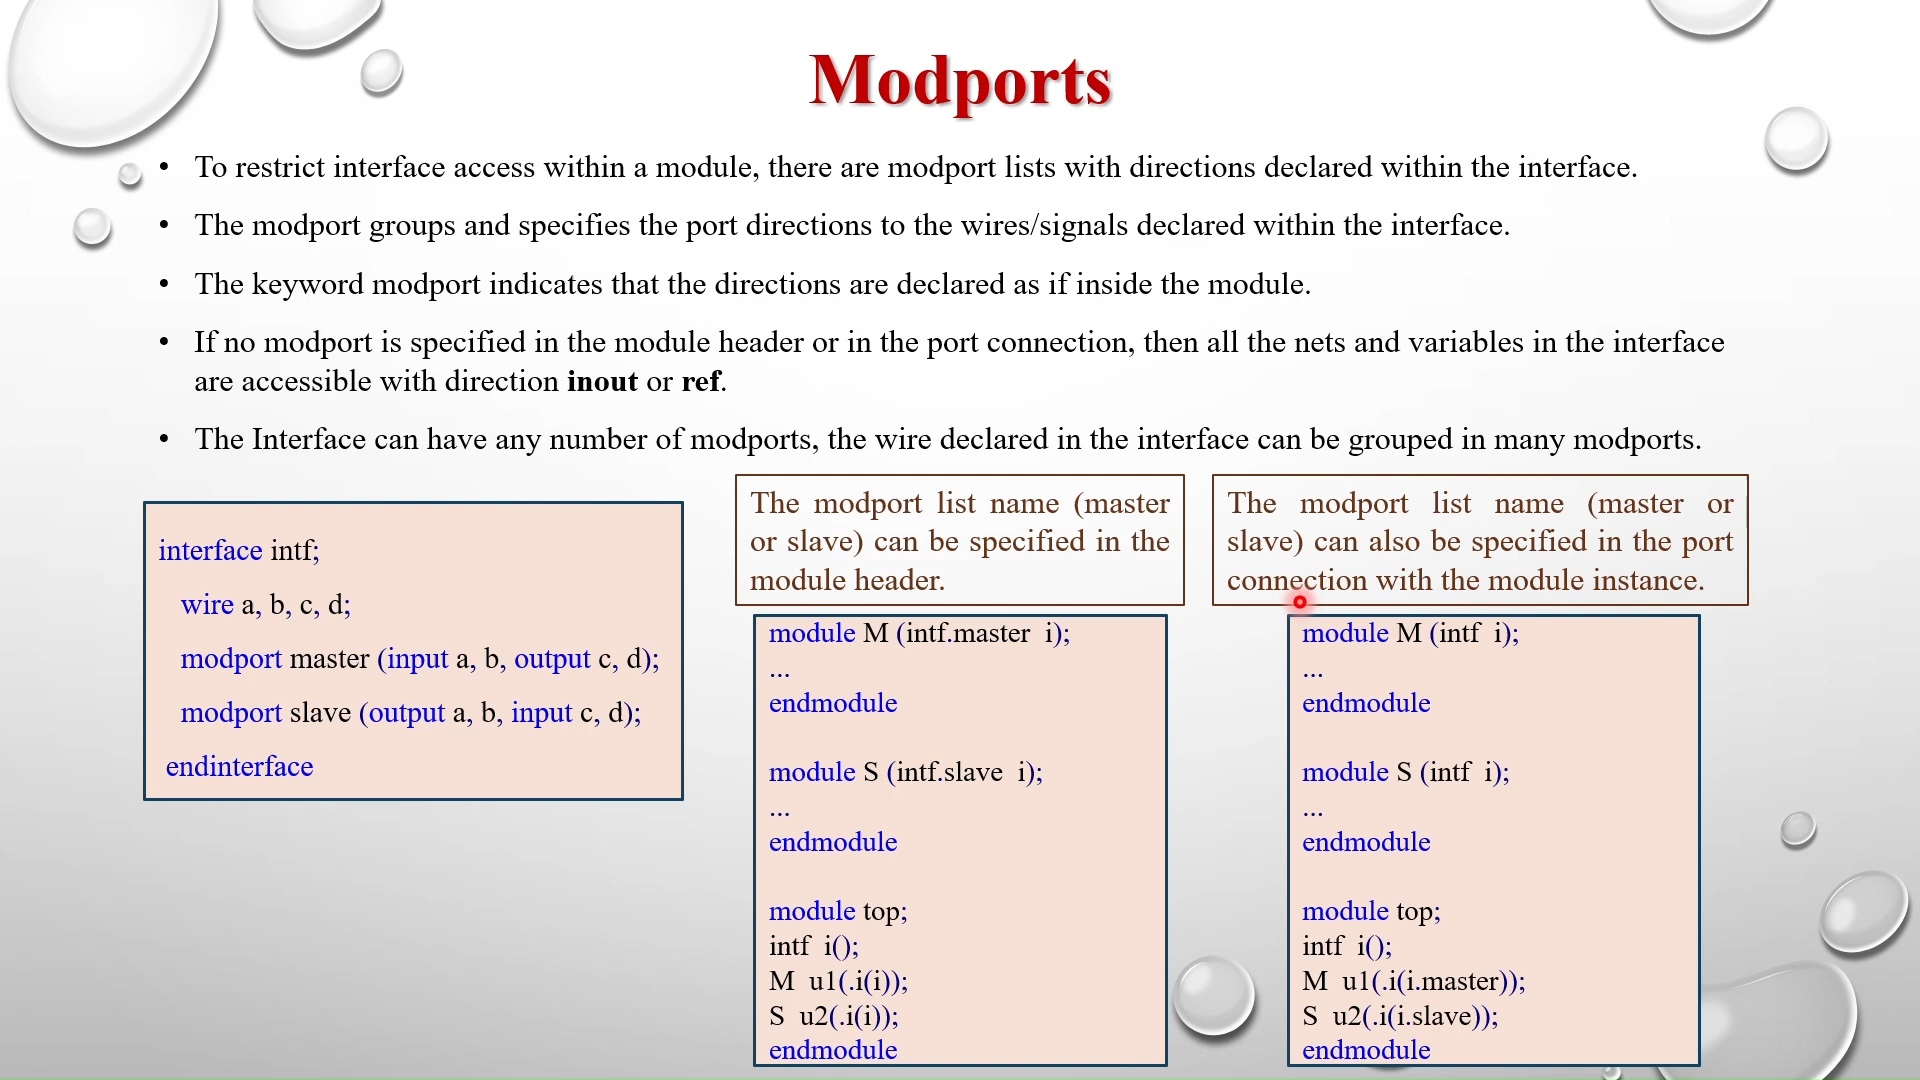 Modports
• To restrict interface access within a module, there are modport lists with directions declared within the interface.
• The modport groups and specifies the port directions to the wires/signals declared within the interface.
• The keyword modport indicates that the directions are declared as if inside the module.
• If no modport is specified in the module header or in the port connection, then all the nets and variables in the interface
are accessible with direction inout or ref.
• The Interface can have any number of modports, the wire declared in the interface can be grouped in many modports.
interface intf;
wire a, b, c, d;
modport master (input a, b, output c, d);
modport slave (output a, b, input c, d);
endinterface
The modport list name (master
or slave) can be specified in the
module header.
module M (intf.master i);
...
endmodule
module S (intf.slave i);
...
endmodule
module top;
intf i();
M u1(.i(i));
S u2(.i(i));
endmodule
The modport list name (master or
slave) can also be specified in the port
connection with the module instance.
module M (intf i);
...
endmodule
module S (intf i);
...
endmodule
module top;
intf i();
M u1(.i(i.master));
S u2(.i(i.slave));
endmodule